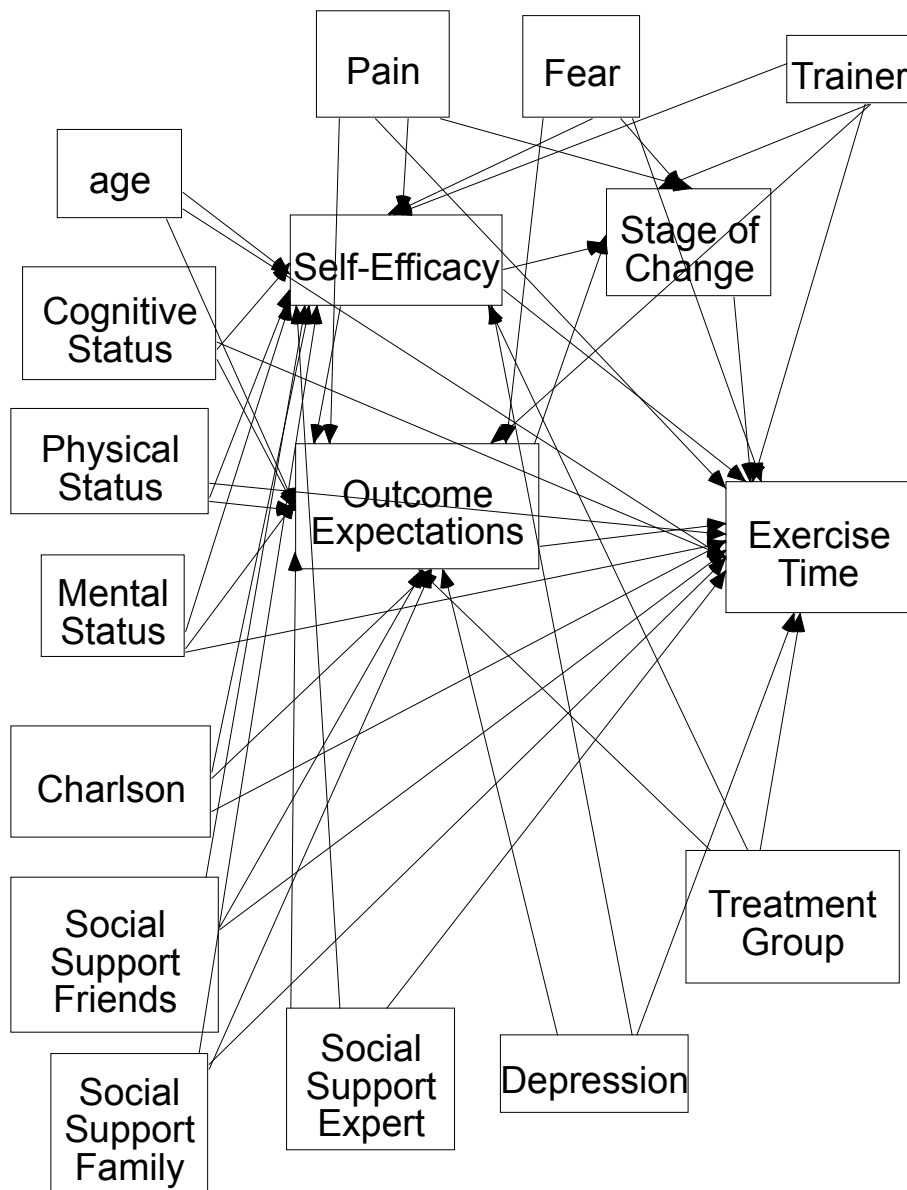 Pain
Fear
Trainer
age
Self-Efficacy
Stage of
Change
Cognitive
Status
Physical
Status
Outcome
Expectations
Exercise
Time
Mental
Status
Charlson
Treatment
Group
Social
Support
Friends
Social
Support
Expert
Depression
Social
Support
Family